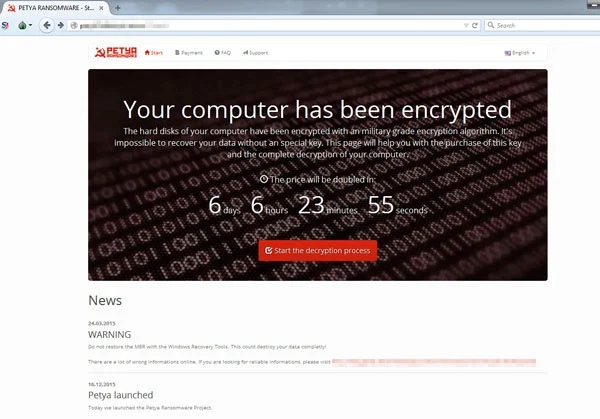 PETYA RANSOMWARE - St...
Search
PETYA
RANSOMWARE
Start
Payment
FAQ
Support
English
Your computer has been encrypted
The hard disks of your computer have been encrypted with an military grade encryption algorithm. It's
impossible to recover your data without an special key. This page will help you with the purchase of this key
and the complete decryption of your computer.
The price will be doubled in:
6 days 6 hours 23 minutes 55 seconds
Start the decryption process
News
24.03.2015
WARNING
Do not restore the MBR with the Windows Recovery Tools. This could destroy your data completly!
There are a lot of wrong informations online. If you are looking for reliable informations, please visit
16.12.2015
Petya launched
Today we launched the Petya Ransomware Project.